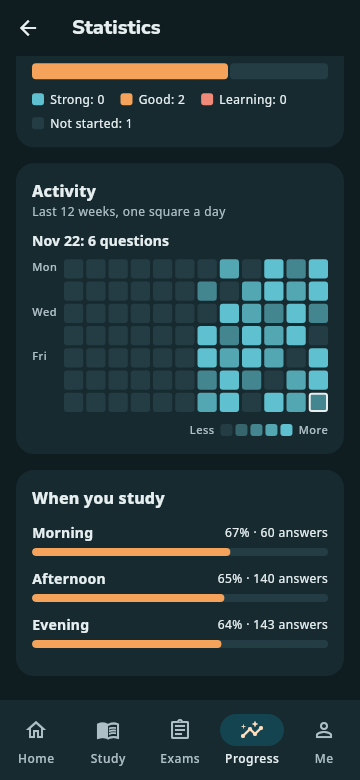 Statistics
Strong: 0 Good: 2 Learning: 0
Not started: 1
Activity
Last 12 weeks, one square a day
Nov 22: 6 questions
Mon
Wed
Fri
Less More
When you study
Morning 67% · 60 answers
Afternoon 65% · 140 answers
Evening 64% · 143 answers
Home Study Exams Progress Me